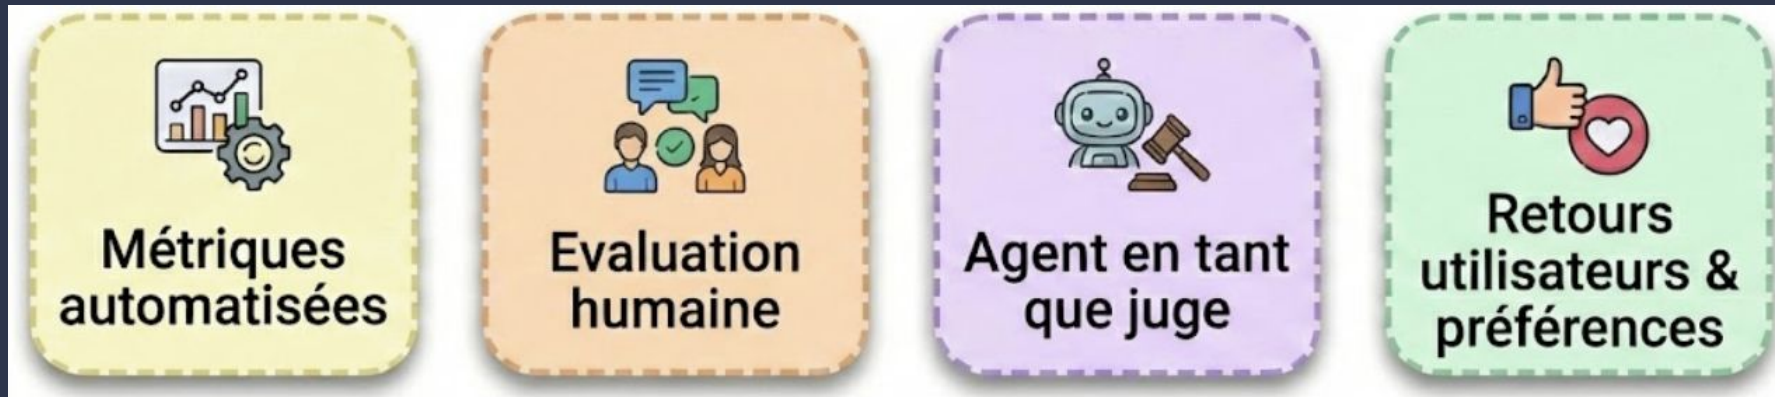 Métriques
automatisées
Evaluation
humaine
Agent en tant
que juge
Retours
utilisateurs &
préférences